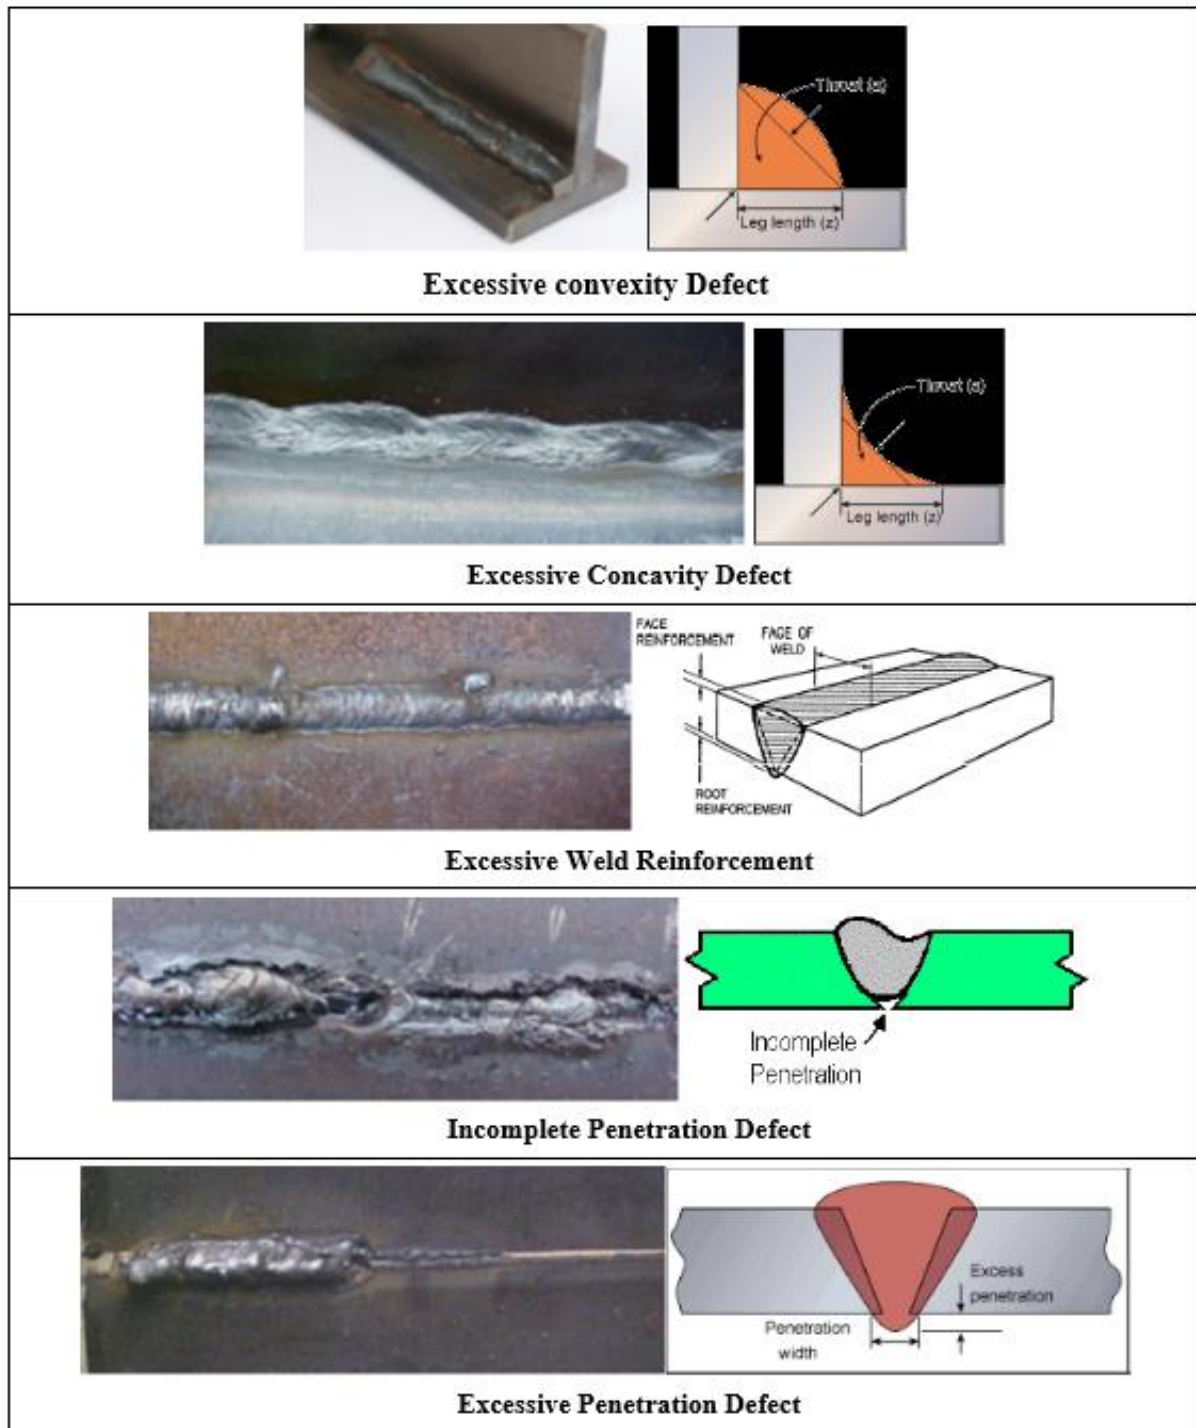 Throat (a)
Leg length (z)
Excessive convexity Defect
Throat (a)
Leg length (z)
Excessive Concavity Defect
FACE
REINFORCEMENT
FACE OF
WELD
ROOT
REINFORCEMENT
Excessive Weld Reinforcement
Incomplete
Penetration
Incomplete Penetration Defect
Excess
penetration
Penetration
width
Excessive Penetration Defect